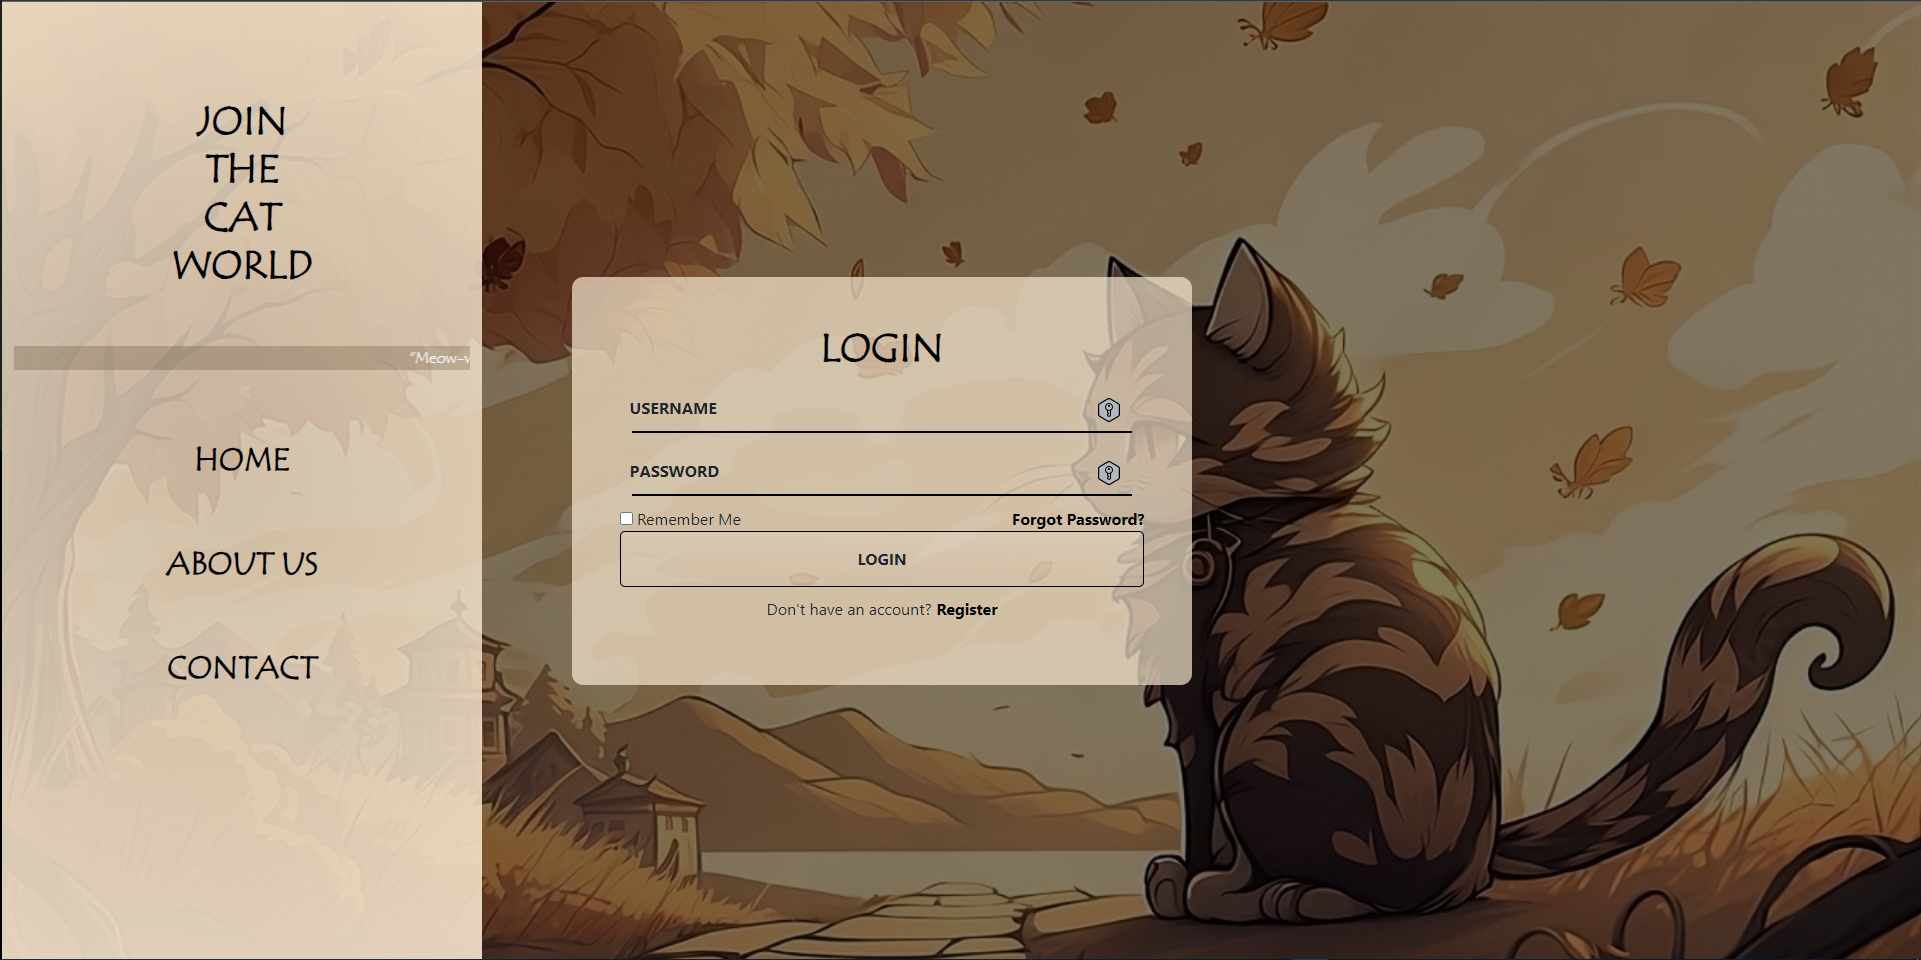 JOIN
THE
CAT
WORLD
"Meow-
HOME
ABOUT US
CONTACT
LOGIN
USERNAME
PASSWORD
Remember Me
Forgot Password?
LOGIN
Don't have an account? Register